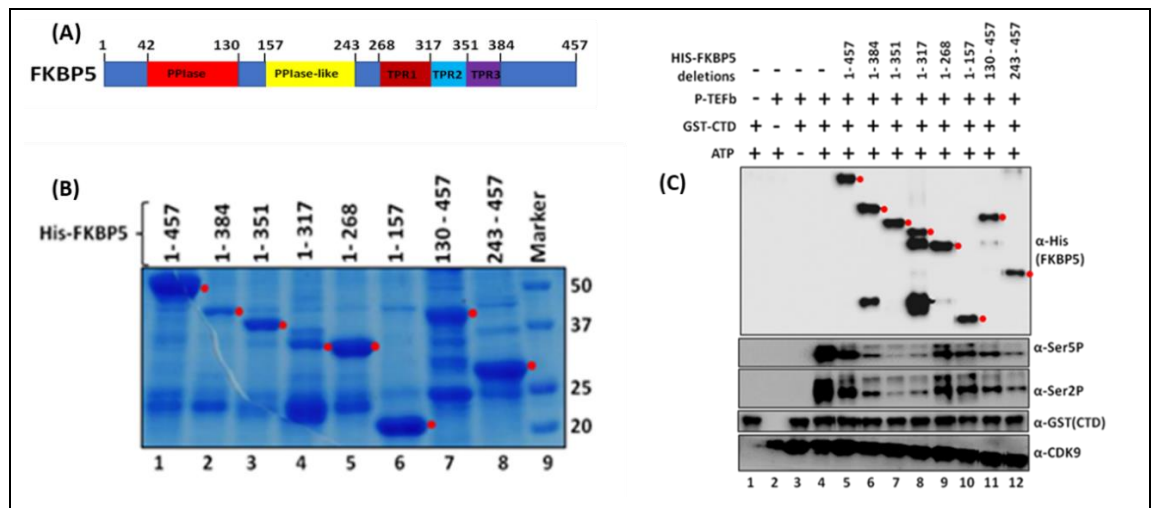 (A)
1 42 130 157 243 268 317 351 384 457
FKBP5 PPIase PPIase-like TPR1 TPR2 TPR3
(B)
His-FKBP5 1-457 1-384 1-351 1-317 1-268 1-157 130 - 457 243 - 457 Marker
50
37
25
20
1 2 3 4 5 6 7 8 9
(C)
HIS-FKBP5
deletions - - - - 1-457 1-384 1-351 1-317 1-268 1-157 130 - 457 243 - 457
P-TEFb - + + + + + + + + + + +
GST-CTD + - + + + + + + + + + +
ATP + + - + + + + + + + + +
α-His
(FKBP5)
α-Ser5P
α-Ser2P
α-GST(CTD)
α-CDK9
1 2 3 4 5 6 7 8 9 10 11 12